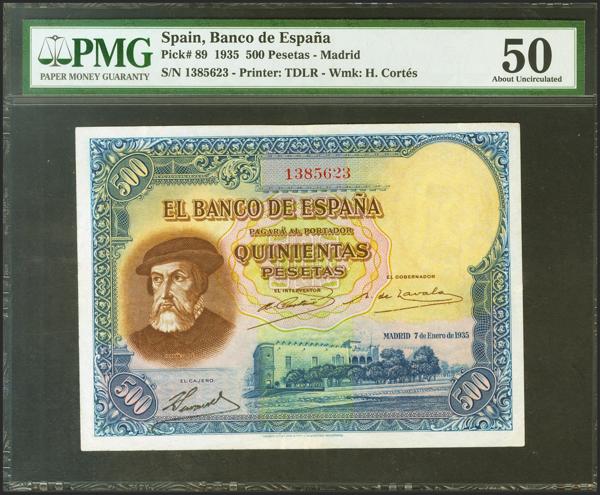 PMG
PAPER MONEY GUARANTY
Spain, Banco de España
Pick# 89 1935 500 Pesetas - Madrid
S/N 1385623 - Printer: TDLR - Wmk: H. Cortés
50
About Uncirculated
500
1385623
EL BANCO DE ESPAÑA
PAGARÁ AL PORTADOR
QUINIENTAS
PESETAS
EL INTERVENTOR
EL GOBERNADOR
MADRID 7 de Enero de 1935
EL CAJERO
500
500